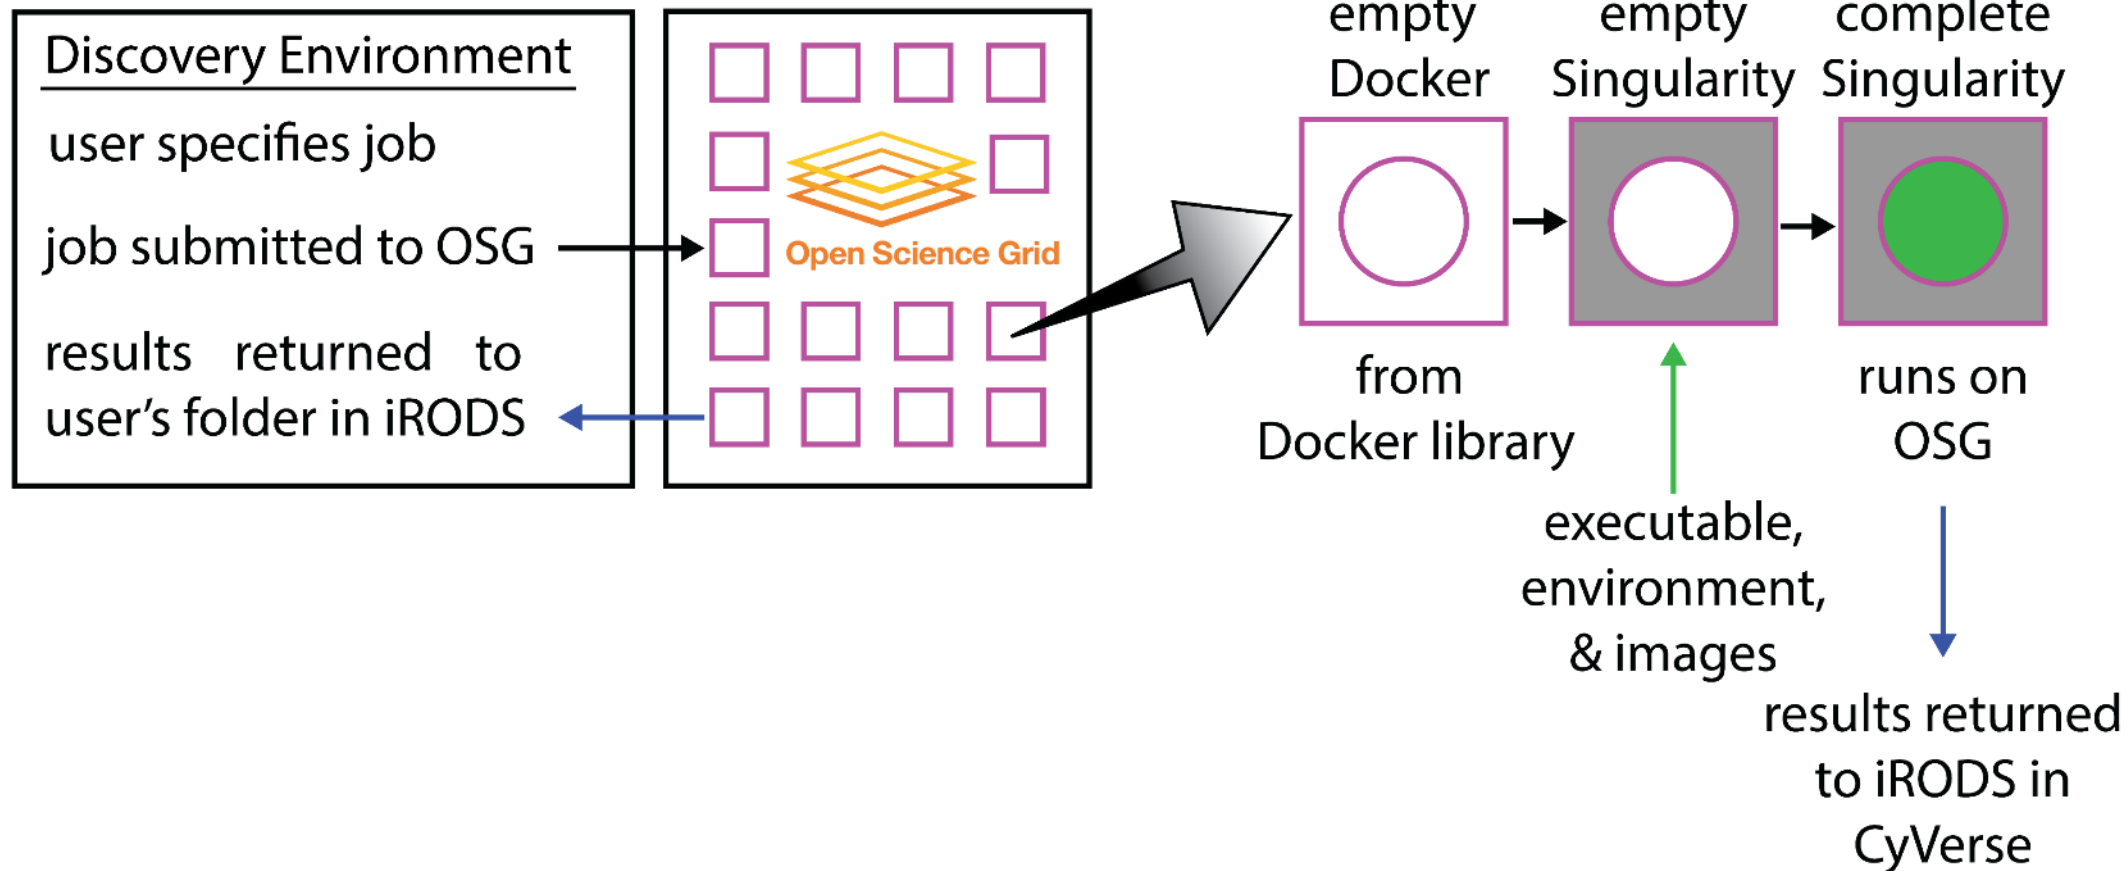 Discovery Environment
user specifies job
job submitted to OSG
results returned to
user's folder in iRODS
Open Science Grid
empty
Docker
from
Docker library
empty
Singularity
executable,
environment,
& images
complete
Singularity
runs on
OSG
results returned
to iRODS in
CyVerse